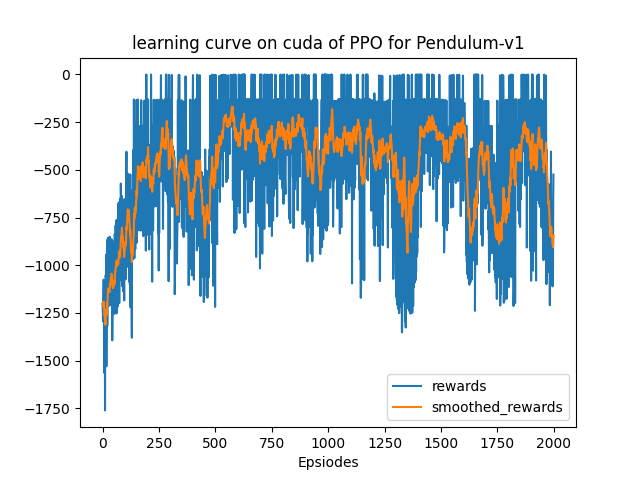 learning curve on cuda of PPO for Pendulum-v1
0
−250
−500
−750
−1000
−1250
−1500
−1750
rewards
smoothed_rewards
0 250 500 750 1000 1250 1500 1750 2000
Epsiodes